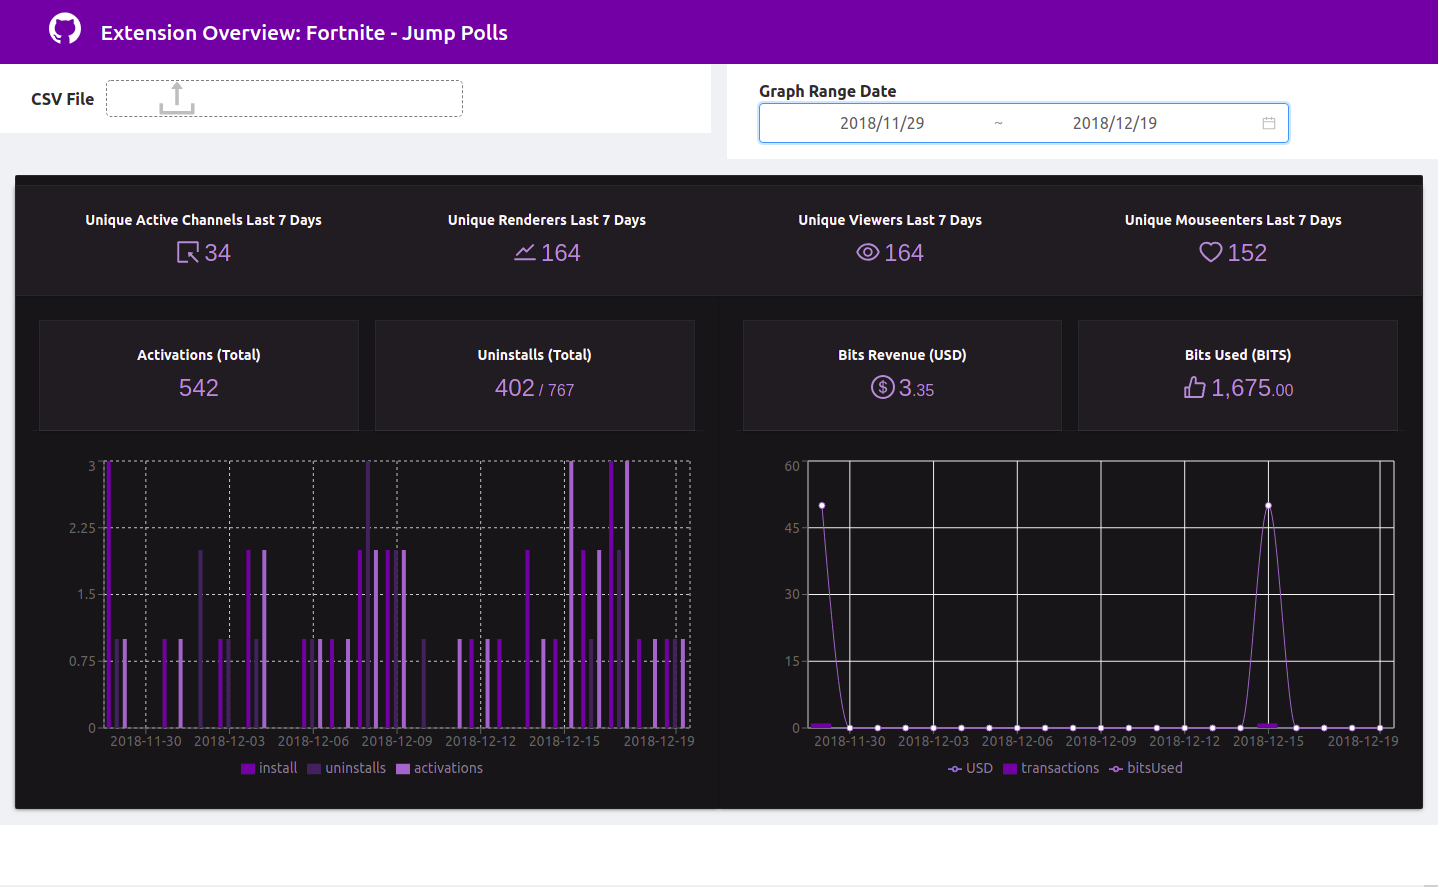 Extension Overview: Fortnite - Jump Polls
CSV File
Graph Range Date
2018/11/29 ~ 2018/12/19
Unique Active Channels Last 7 Days
34
Unique Renderers Last 7 Days
164
Unique Viewers Last 7 Days
164
Unique Mouseenters Last 7 Days
152
Activations (Total)
542
Uninstalls (Total)
402 / 767
Bits Revenue (USD)
3.35
Bits Used (BITS)
1,675.00
3
2.25
1.5
0.75
0
2018-11-30 2018-12-03 2018-12-06 2018-12-09 2018-12-12 2018-12-15 2018-12-19
install uninstalls activations
60
45
30
15
0
2018-11-30 2018-12-03 2018-12-06 2018-12-09 2018-12-12 2018-12-15 2018-12-19
USD transactions bitsUsed